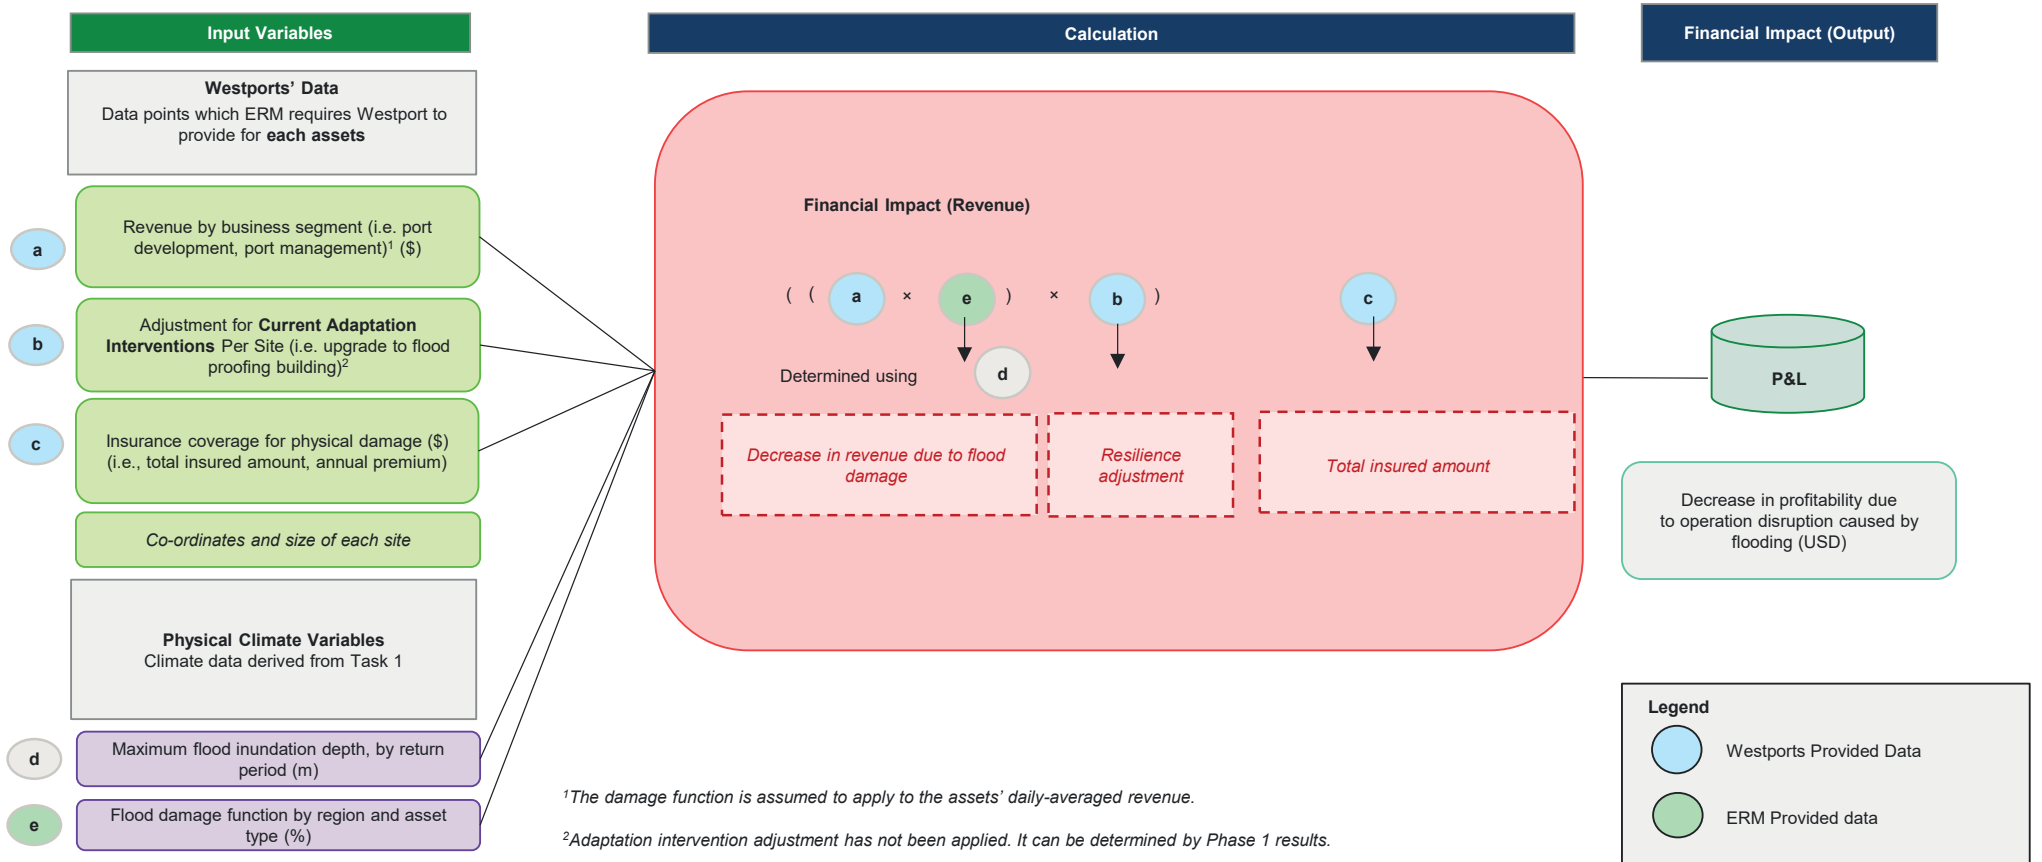 Input Variables
Calculation
Financial Impact (Output)
Westports’ Data
Data points which ERM requires Westport to
provide for each assets
a
Revenue by business segment (i.e. port
development, port management)¹ ($)
b
Adjustment for Current Adaptation
Interventions Per Site (i.e. upgrade to flood
proofing building)²
c
Insurance coverage for physical damage ($)
(i.e., total insured amount, annual premium)
Co-ordinates and size of each site
Physical Climate Variables
Climate data derived from Task 1
d
Maximum flood inundation depth, by return
period (m)
e
Flood damage function by region and asset
type (%)
Financial Impact (Revenue)
( ( a × e ) × b ) c
Determined using d
Decrease in revenue due to flood
damage
Resilience
adjustment
Total insured amount
P&L
Decrease in profitability due
to operation disruption caused by
flooding (USD)
¹The damage function is assumed to apply to the assets’ daily-averaged revenue.
²Adaptation intervention adjustment has not been applied. It can be determined by Phase 1 results.
Legend
Westports Provided Data
ERM Provided data